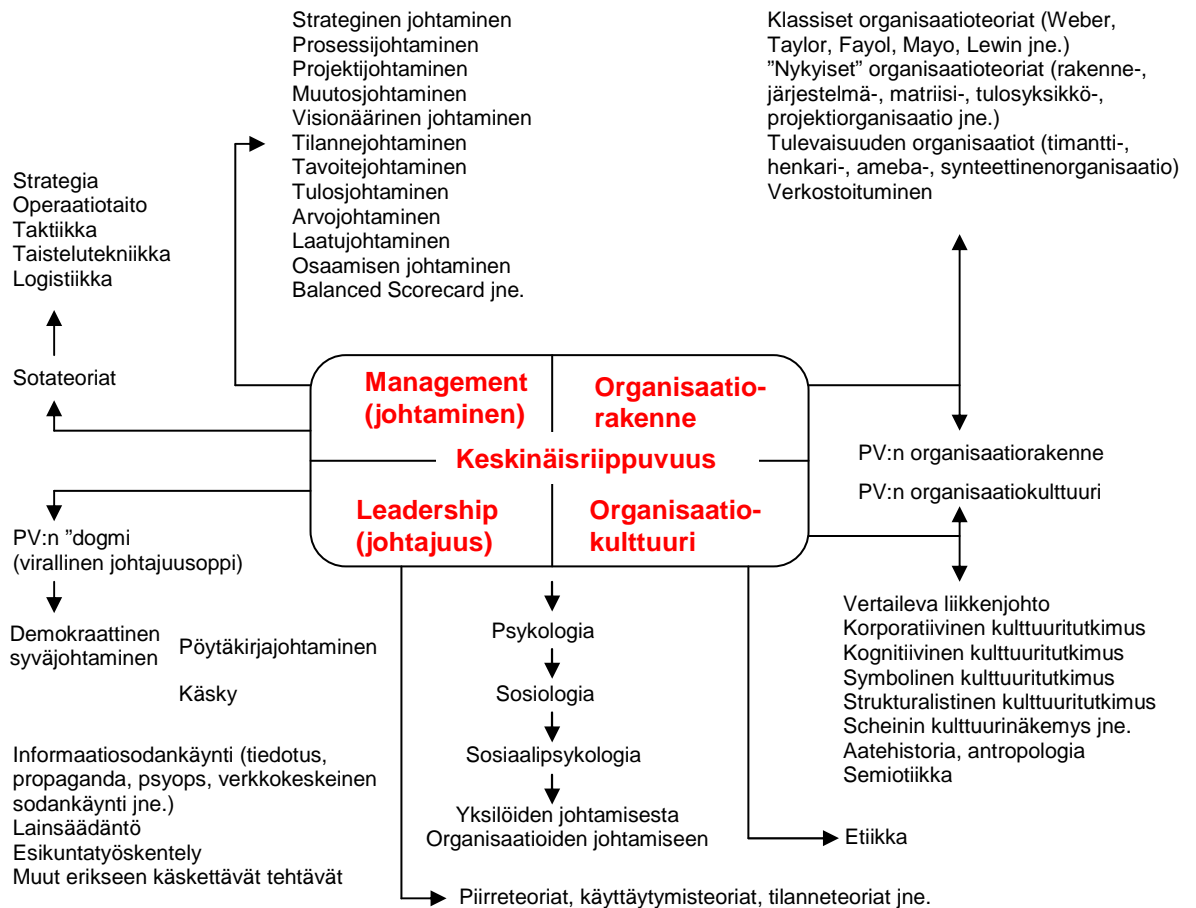 Strateginen johtaminen
Prosessijohtaminen
Projektijohtaminen
Muutosjohtaminen
Visionäärinen johtaminen
Tilannejohtaminen
Tavoitejohtaminen
Tulosjohtaminen
Arvojohtaminen
Laatujohtaminen
Osaamisen johtaminen
Balanced Scorecard jne.
Klassiset organisaatioteoriat (Weber,
Taylor, Fayol, Mayo, Lewin jne.)
”Nykyiset” organisaatioteoriat (rakenne-,
järjestelmä-, matriisi-, tulosyksikkö-,
projektiorganisaatio jne.)
Tulevaisuuden organisaatiot (timantti-,
henkari-, ameba-, synteettinenorganisaatio)
Verkostoituminen
Strategia
Operaatiotaito
Taktiikka
Taistelutekniikka
Logistiikka
Sotateoriat
Management
(johtaminen)
Organisaatio-
rakenne
Keskinäisriippuvuus
Leadership
(johtajuus)
Organisaatio-
kulttuuri
PV:n organisaatiorakenne
PV:n organisaatiokulttuuri
PV:n ”dogmi
(virallinen johtajuusoppi)
Demokraattinen
syväjohtaminen
Pöytäkirjajohtaminen
Käsky
Informaatiosodankäynti (tiedotus,
propaganda, psyops, verkkokeskeinen
sodankäynti jne.)
Lainsäädäntö
Esikuntatyöskentely
Muut erikseen käskettävät tehtävät
Psykologia
Sosiologia
Sosiaalipsykologia
Yksilöiden johtamisesta
Organisaatioiden johtamiseen
Vertaileva liikkenjohto
Korporatiivinen kulttuuritutkimus
Kognitiivinen kulttuuritutkimus
Symbolinen kulttuuritutkimus
Strukturalistinen kulttuuritutkimus
Scheinin kulttuurinäkemys jne.
Aatehistoria, antropologia
Semiotiikka
Etiikka
Piirreteoriat, käyttäytymisteoriat, tilanneteoriat jne.